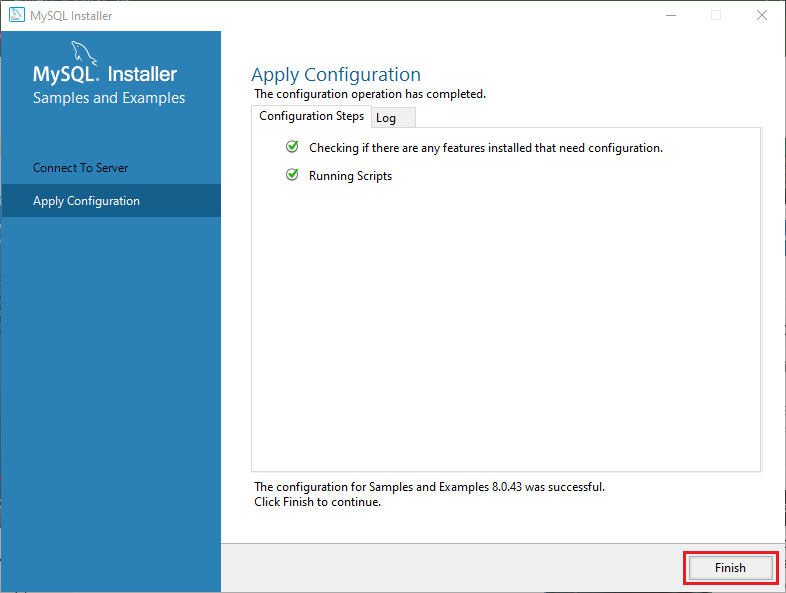 MySQL Installer
MySQL. Installer
Samples and Examples
Connect To Server
Apply Configuration
Apply Configuration
The configuration operation has completed.
Configuration Steps Log
Checking if there are any features installed that need configuration.
Running Scripts
The configuration for Samples and Examples 8.0.43 was successful.
Click Finish to continue.
Finish